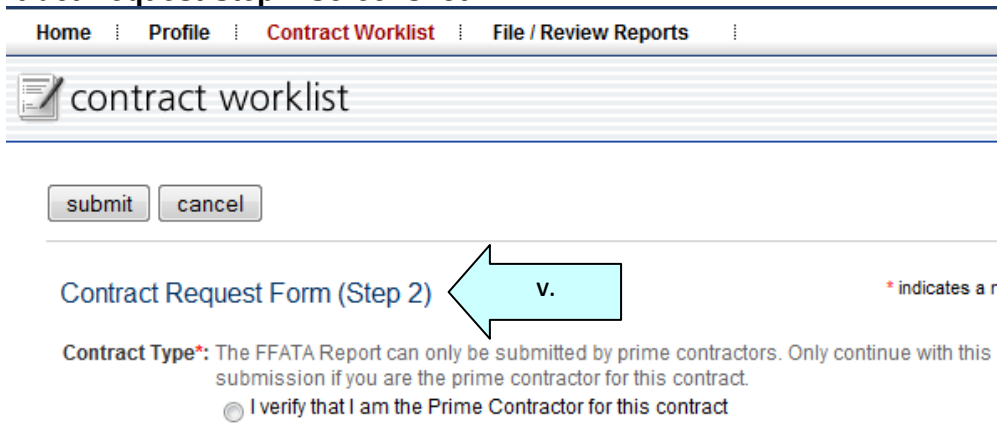 Home Profile Contract Worklist File / Review Reports
contract worklist
submit cancel
Contract Request Form (Step 2) v. * indicates a
Contract Type*: The FFATA Report can only be submitted by prime contractors. Only continue with this
submission if you are the prime contractor for this contract.
I verify that I am the Prime Contractor for this contract